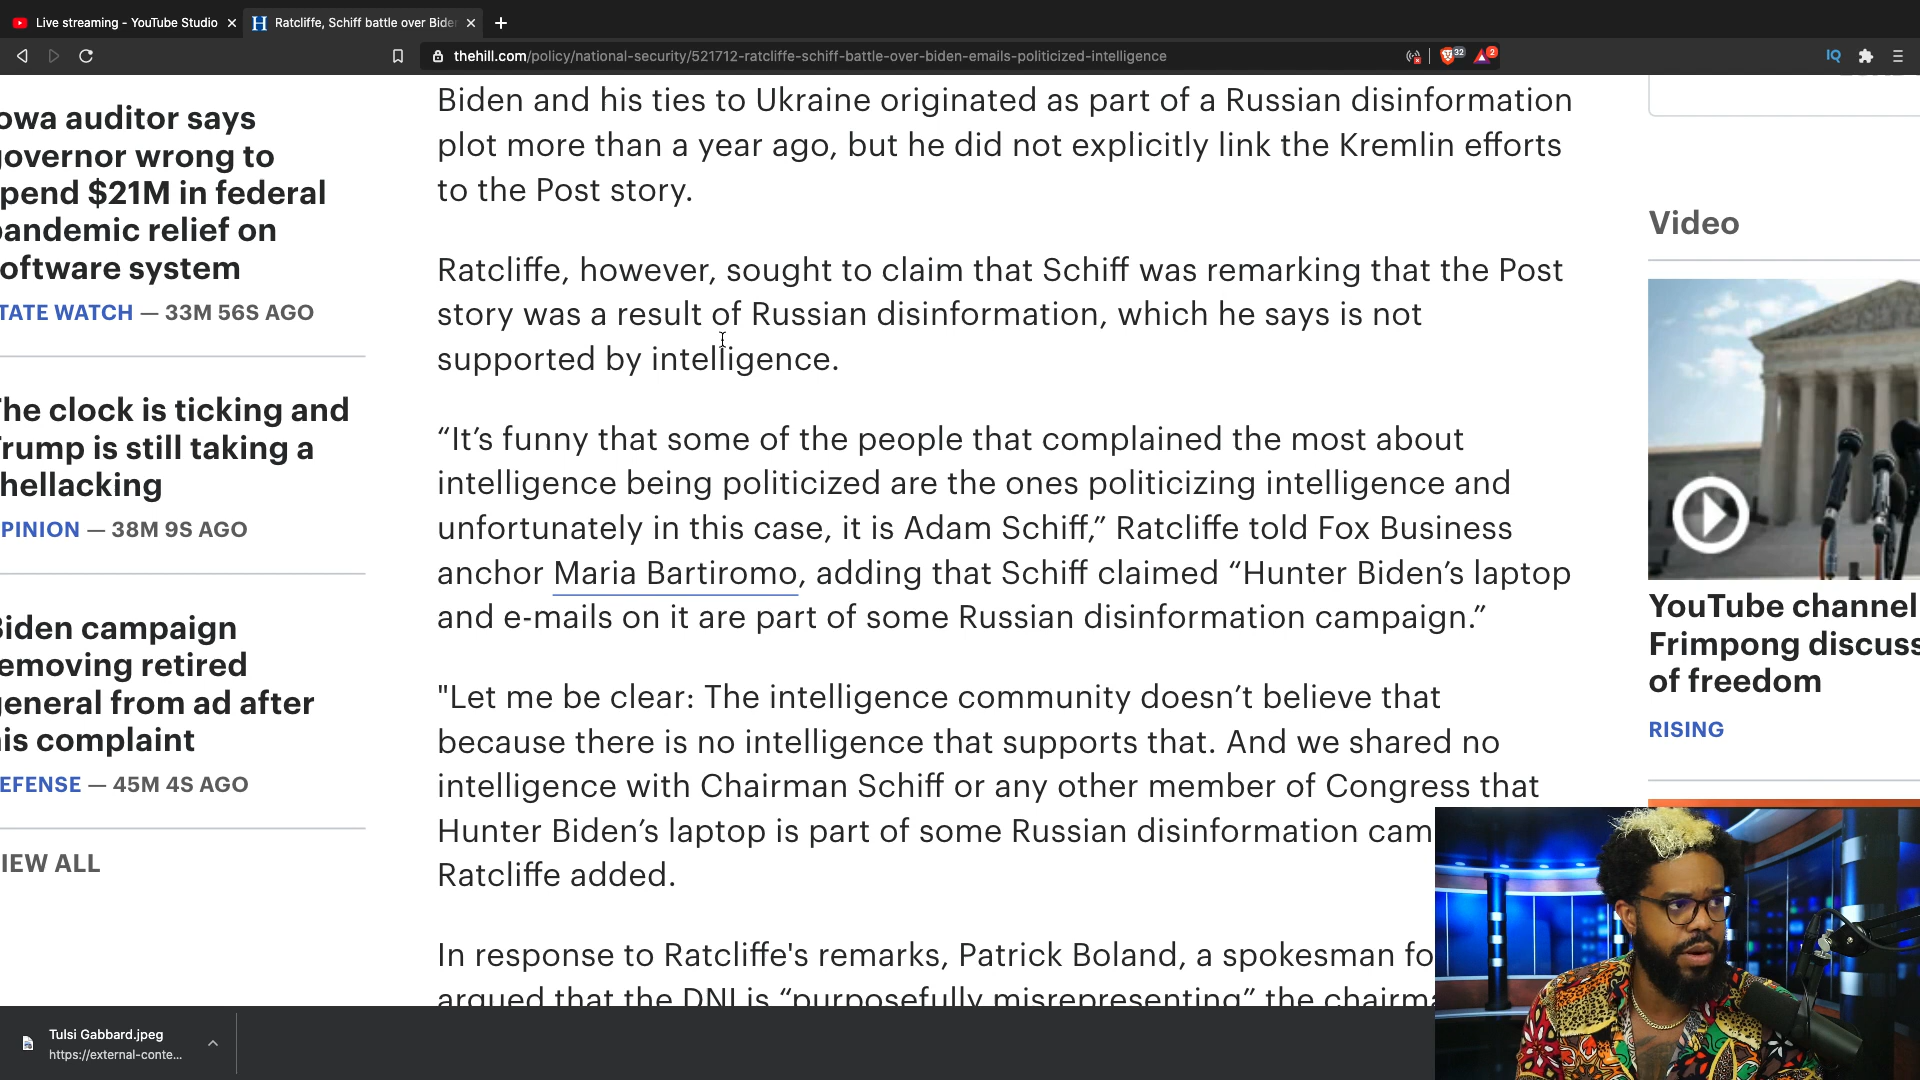 Live streaming - YouTube Studio
Ratcliffe, Schiff battle over Bide
thehill.com/policy/national-security/521712-ratcliffe-schiff-battle-over-biden-emails-politicized-intelligence
32
2
IQ
owa auditor says
governor wrong to
pend $21M in federal
pandemic relief on
oftware system
TATE WATCH — 33M 56S AGO
The clock is ticking and
Trump is still taking a
hellacking
PINION — 38M 9S AGO
Biden campaign
emoving retired
general from ad after
his complaint
EFENSE — 45M 4S AGO
IEW ALL
Biden and his ties to Ukraine originated as part of a Russian disinformation
plot more than a year ago, but he did not explicitly link the Kremlin efforts
to the Post story.
Ratcliffe, however, sought to claim that Schiff was remarking that the Post
story was a result of Russian disinformation, which he says is not
supported by intelligence.
“It’s funny that some of the people that complained the most about
intelligence being politicized are the ones politicizing intelligence and
unfortunately in this case, it is Adam Schiff,” Ratcliffe told Fox Business
anchor Maria Bartiromo, adding that Schiff claimed “Hunter Biden’s laptop
and e-mails on it are part of some Russian disinformation campaign.”
"Let me be clear: The intelligence community doesn’t believe that
because there is no intelligence that supports that. And we shared no
intelligence with Chairman Schiff or any other member of Congress that
Hunter Biden’s laptop is part of some Russian disinformation cam
Ratcliffe added.
In response to Ratcliffe's remarks, Patrick Boland, a spokesman fo
argued that the DNI is “purposefully misrepresenting” the chairma
Video
YouTube channel
Frimpong discuss
of freedom
RISING
Tulsi Gabbard.jpeg
https://external-conte...